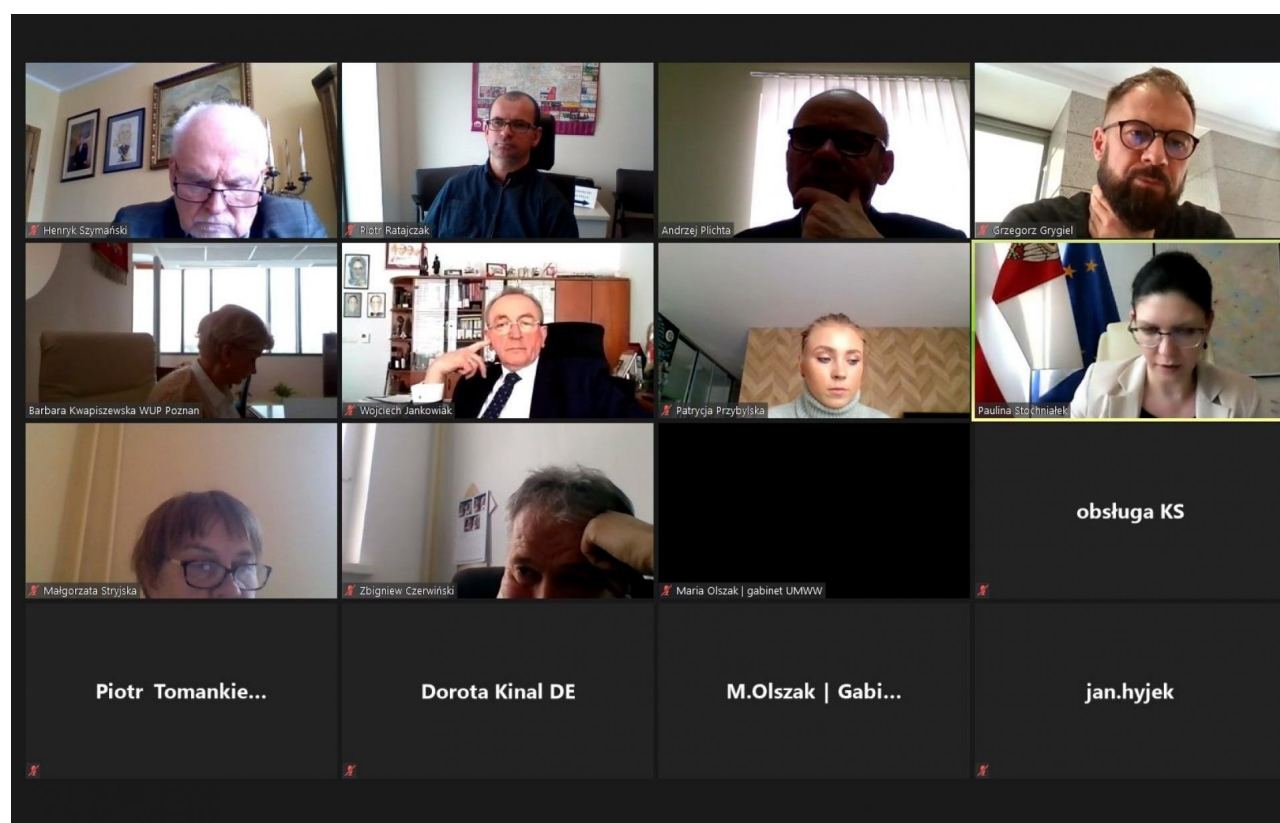 Henryk Szymański
Piotr Ratajczak
Andrzej Plichta
Grzegorz Grygiel
Barbara Kwapiszewska WUP Poznan
Wojciech Jankowiak
Patrycja Przybylska
Paulina Stochniałek
Małgorzata Stryjska
Zbigniew Czerwiński
Maria Olszak | gabinet UMWW
obsługa KS
Piotr Tomankie...
Dorota Kinal DE
M.Olszak | Gabi...
jan.hyjek